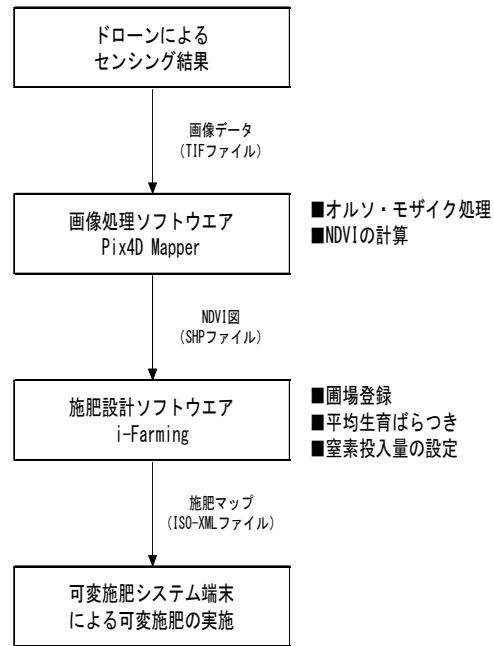 ドローンによる
センシング結果
画像データ
(TIFファイル)
画像処理ソフトウエア
Pix4D Mapper
■オルソ・モザイク処理
■NDVIの計算
NDVI図
(SHPファイル)
施肥設計ソフトウエア
i-Farming
■圃場登録
■平均生育ばらつき
■窒素投入量の設定
施肥マップ
(ISO-XMLファイル)
可変施肥システム端末
による可変施肥の実施